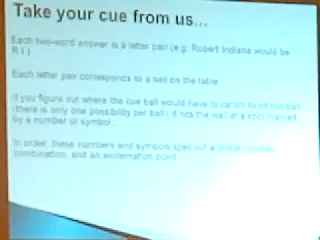 Take your cue from us...
Each two-word answer is a letter pair (e.g. Robert Indiana would be
R.I.)
Each letter pair corresponds to a ball on the table.
If you figure out where the cue ball would have to carom to hit this ball
(there is only one possibility per ball), it hits the wall at a spot marked
by a number or symbol.
In order, these numbers and symbols spell out a number
combination, and an exclamation point.